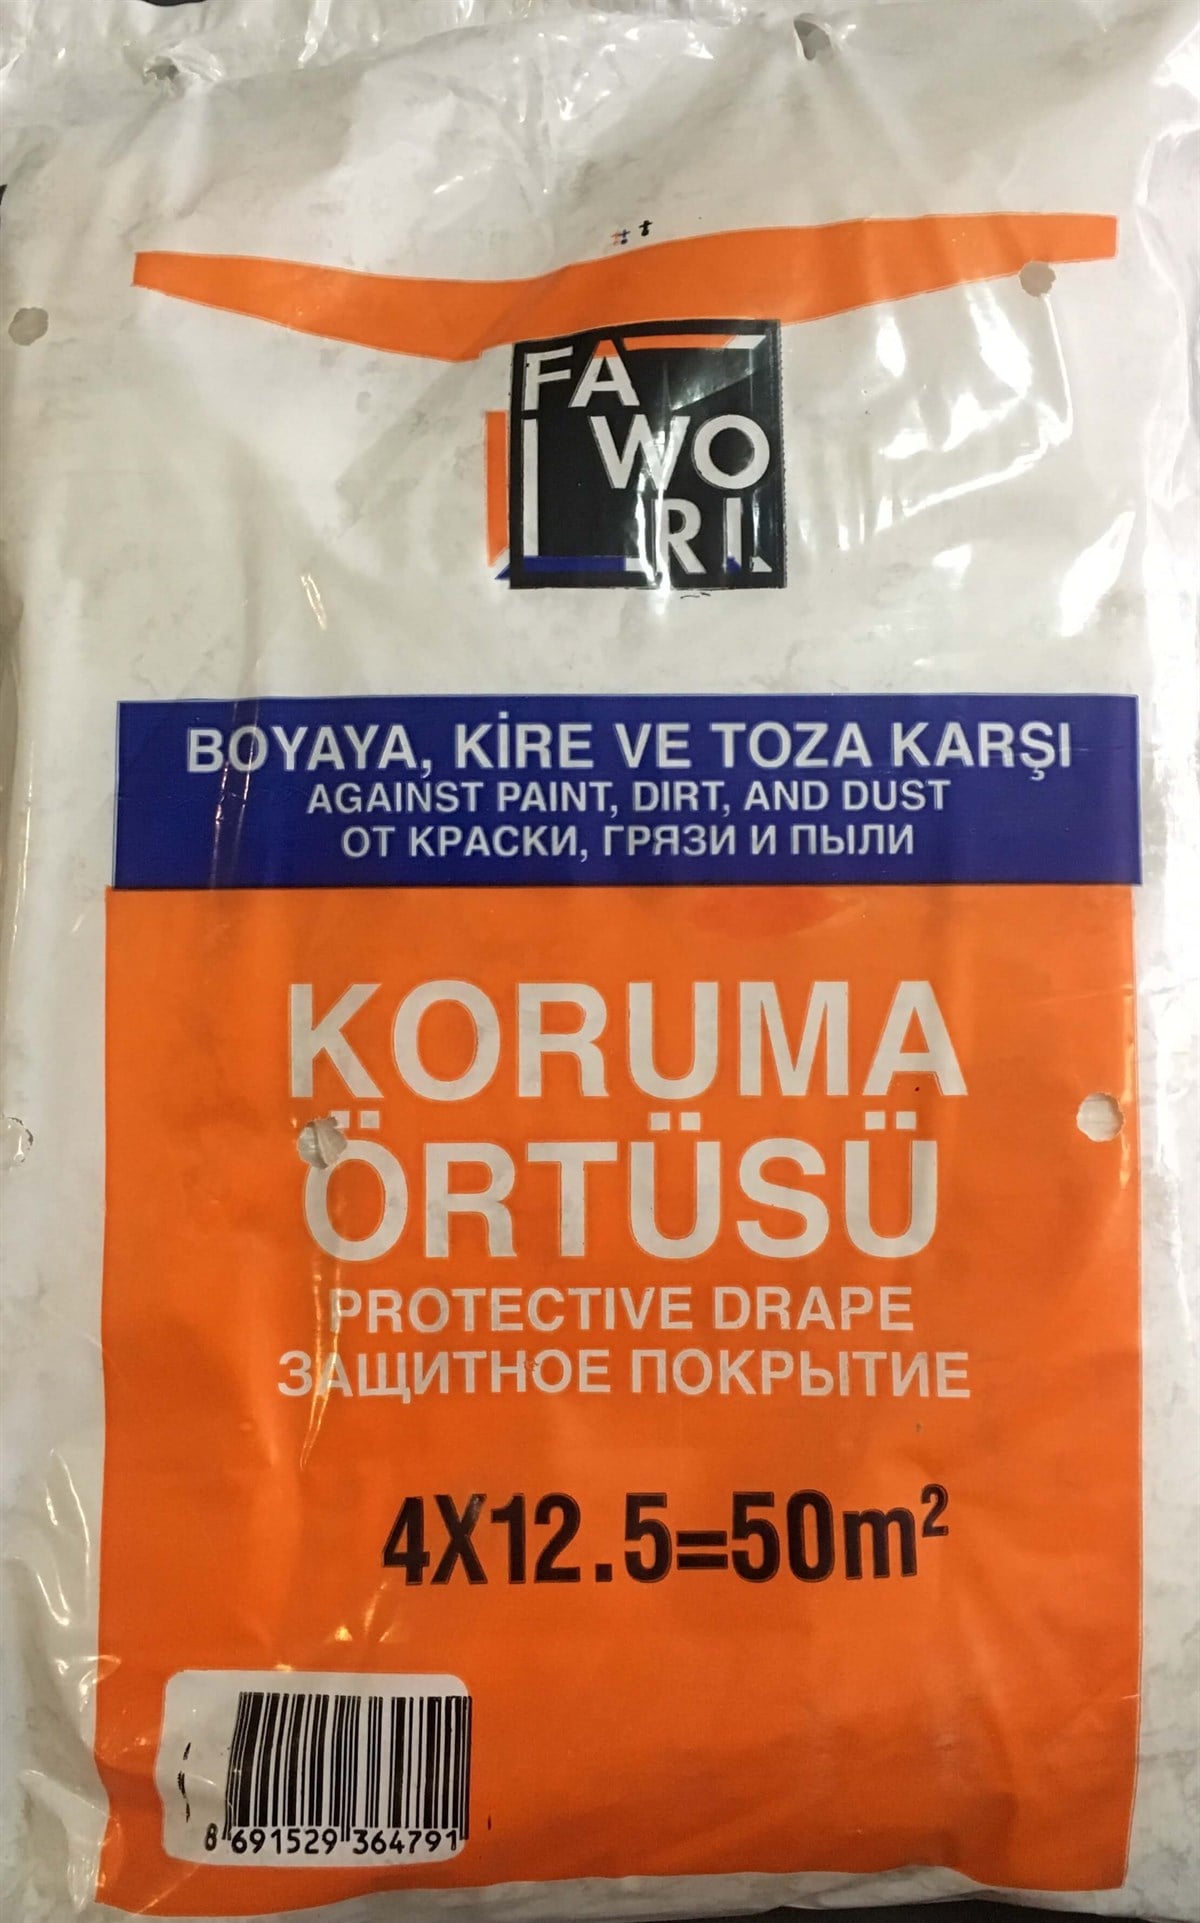 FA
WO
RI.
BOYAYA, KİRE VE TOZA KARŞI
AGAINST PAINT, DIRT, AND DUST
ОТ КРАСКИ, ГРЯЗИ И ПЫЛИ
KORUMA
ÖRTÜSÜ
PROTECTIVE DRAPE
ЗАЩИТНОЕ ПОКРЫТИЕ
4X12.5=50m²
8 691529 364791